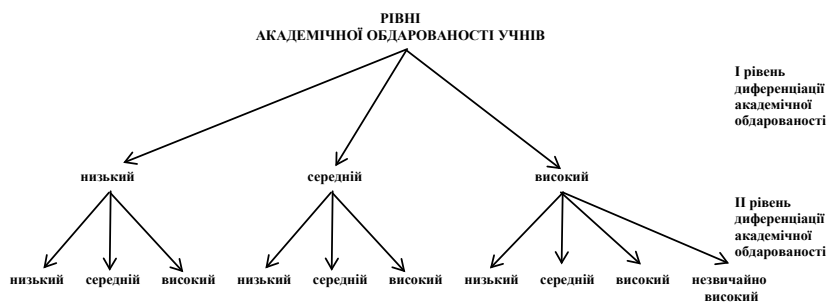 РІВНІ
АКАДЕМІЧНОЇ ОБДАРОВАНОСТІ УЧНІВ
І рівень
диференціації
академічної
обдарованості
низький середній високий
ІІ рівень
диференціації
академічної
обдарованості
низький середній високий низький середній високий низький середній високий незвичайно
високий